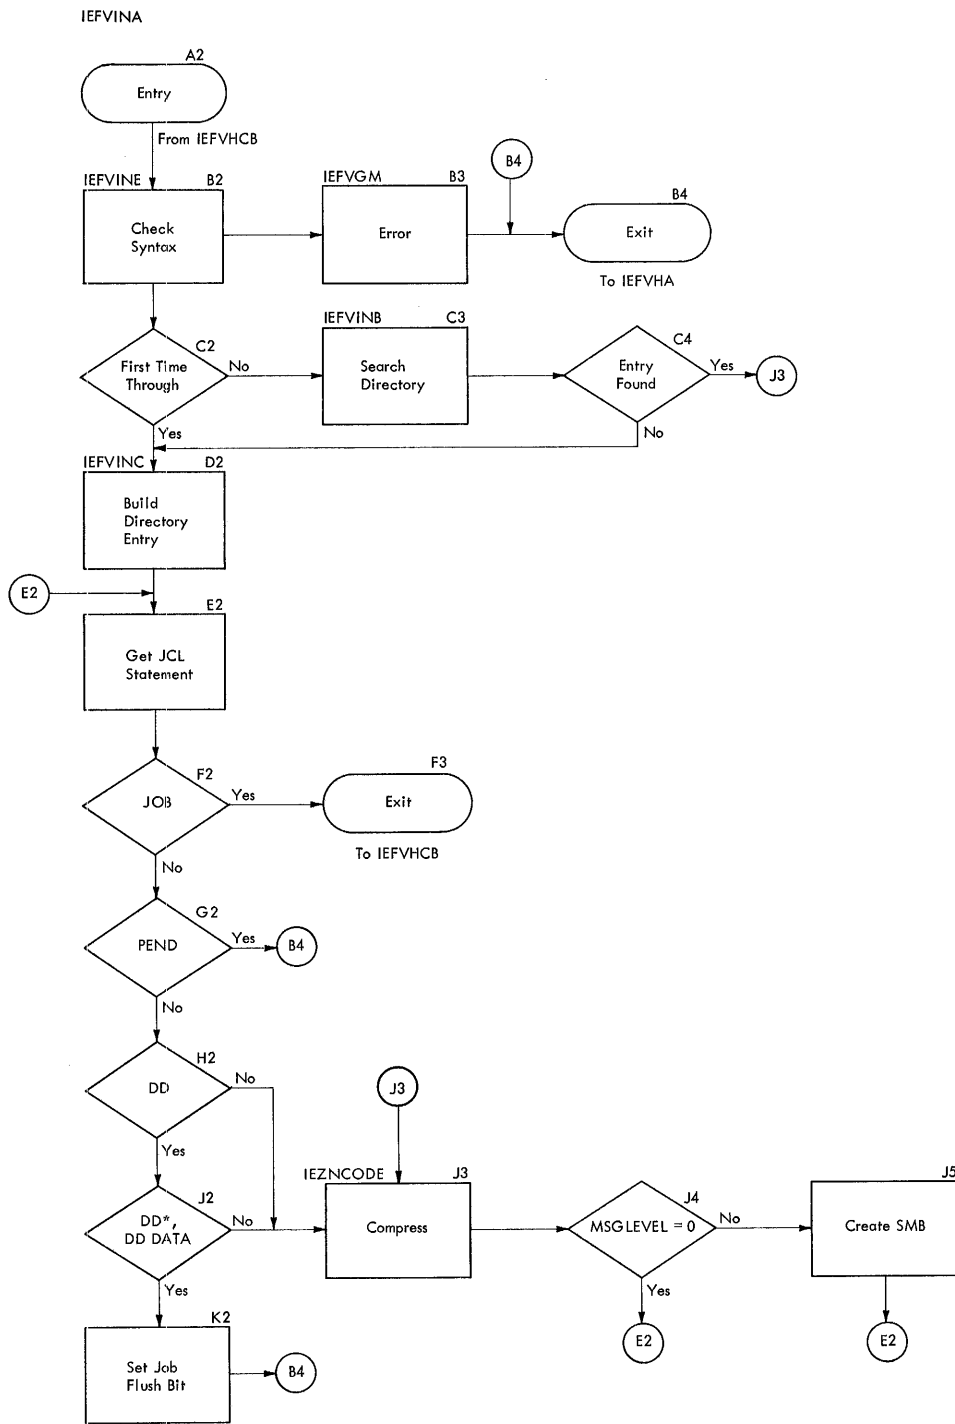 IEFVINA
A2
Entry
From IEFVHCB
B4
IEFVINE
B2
IEFVGM
B3
B4
Check
Syntax
Error
Exit
To IEFVHA
IEFVINB
C3
C2
C4
First Time
Through
No
Search
Directory
Entry
Found
Yes
J3
Yes
No
IEFVINC
D2
Build
Directory
Entry
E2
E2
Get JCL
Statement
F2
F3
JOB
Yes
Exit
To IEFVHCB
No
G2
PEND
Yes
B4
No
H2
DD
No
J3
Yes
IEZNCODE
J3
J2
J4
J5
DD*,
DD DATA
No
Compress
MSGLEVEL = 0
No
Create SMB
Yes
Yes
K2
E2
E2
Set Job
Flush Bit
B4